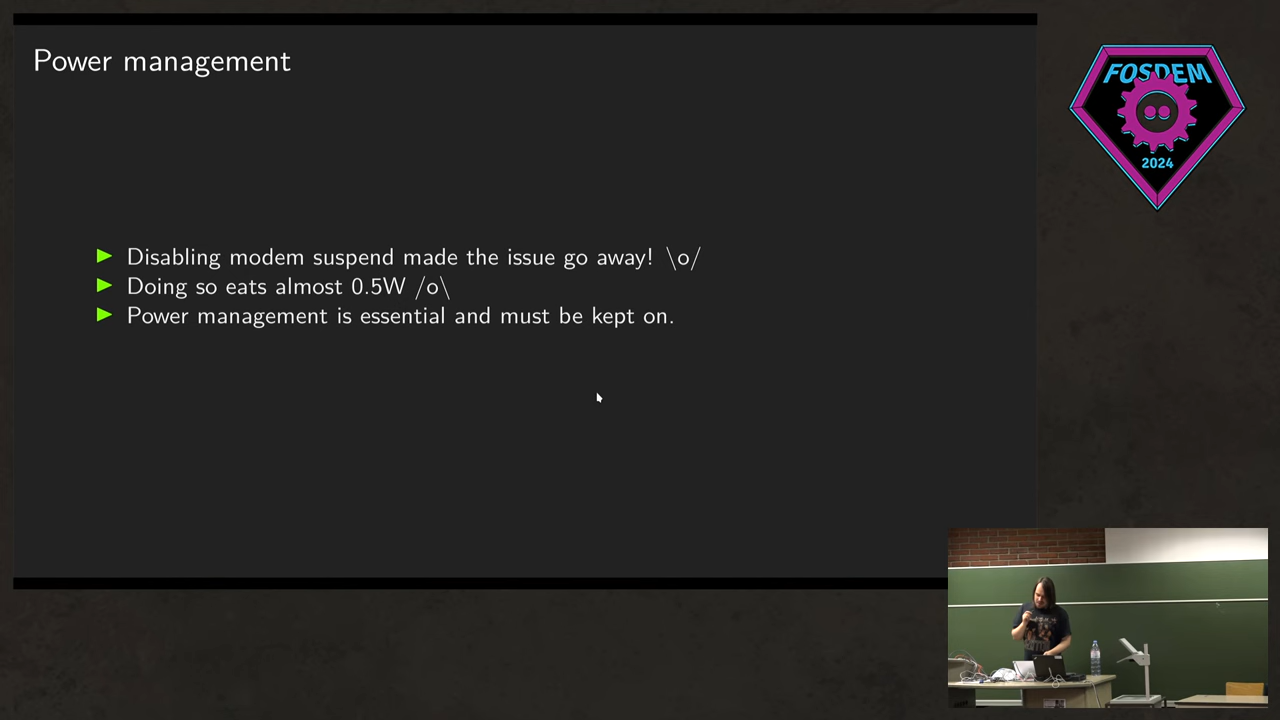 Power management
Disabling modem suspend made the issue go away! \o/
Doing so eats almost 0.5W /o\
Power management is essential and must be kept on.
FOSDEM
2024